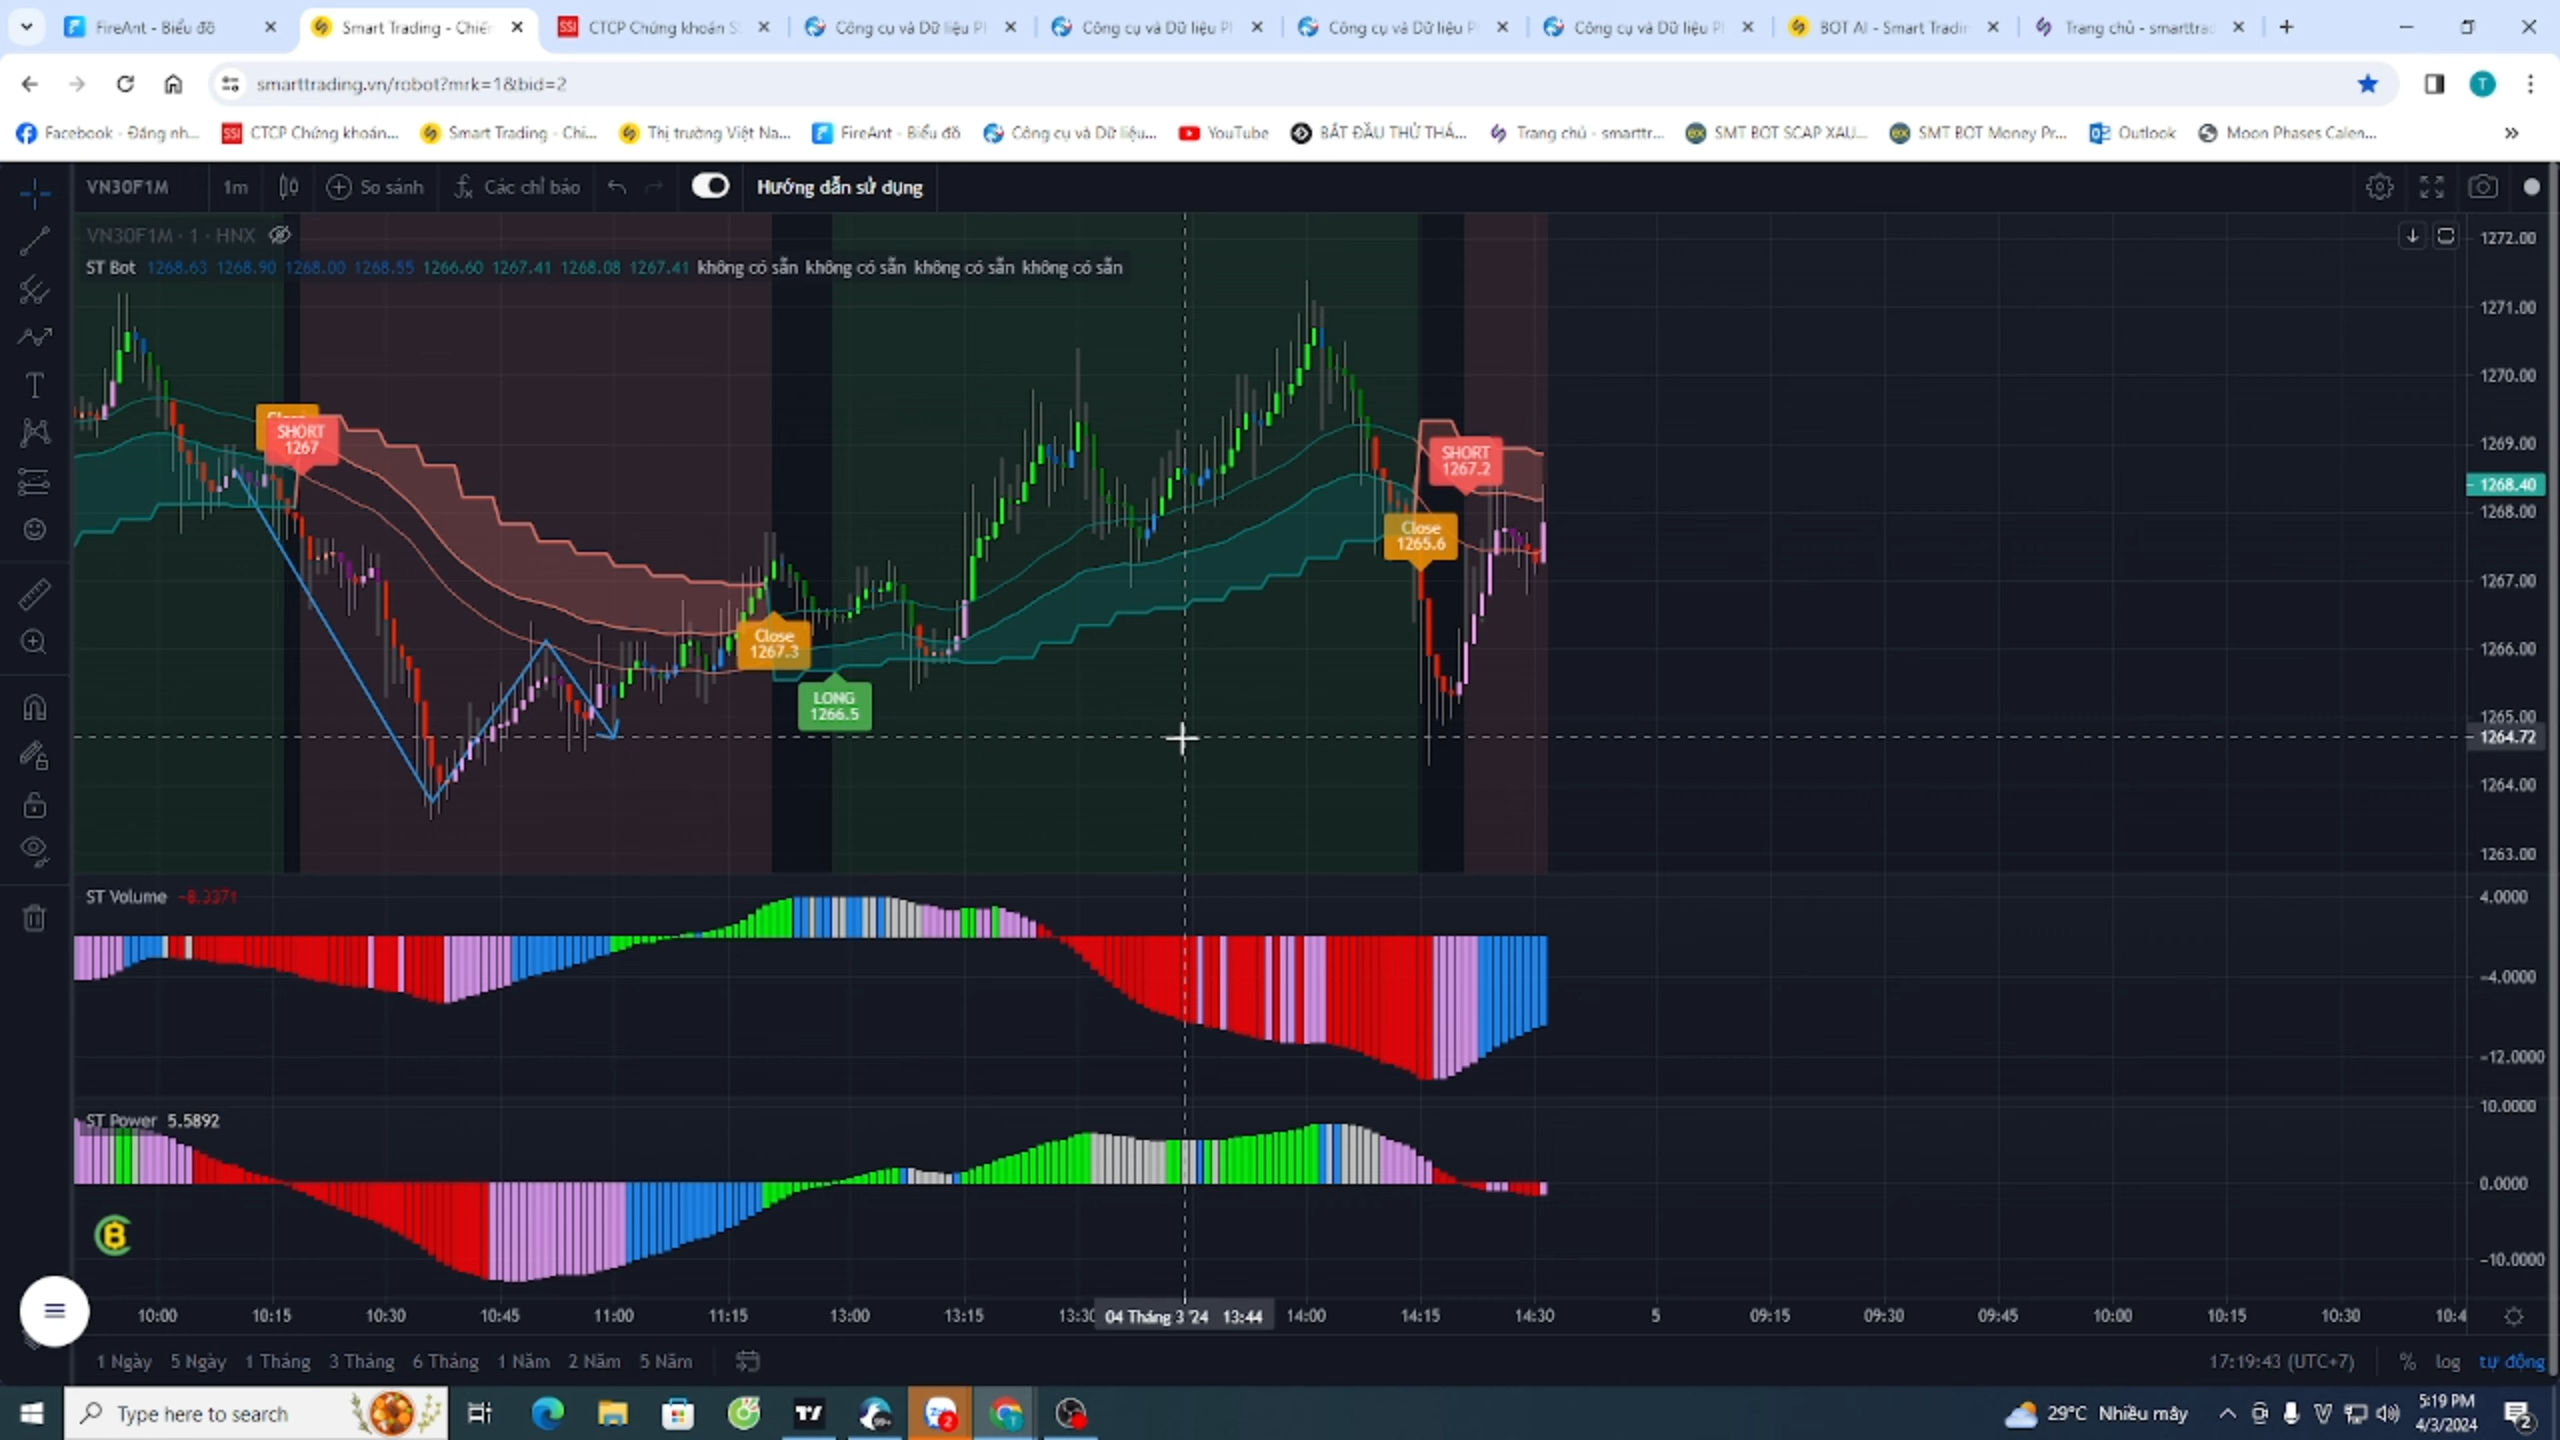 FireAnt - Biểu đồ
Smart Trading - Chiế
CTCP Chứng khoán S
Công cụ và Dữ liệu P
Công cụ và Dữ liệu P
Công cụ và Dữ liệu P
Công cụ và Dữ liệu P
BOT AI - Smart Tradin
Trang chủ - smarttra
smarttrading.vn/robot?mrk=1&bid=2
T
Facebook - Đăng nh...
CTCP Chứng khoán...
Smart Trading - Chi...
Thị trường Việt Na...
FireAnt - Biểu đồ
Công cụ và Dữ liệu...
YouTube
BẮT ĐẦU THỬ THÁ...
Trang chủ - smarttr...
SMT BOT SCAP XAU...
SMT BOT Money Pr...
Outlook
Moon Phases Calen...
VN30F1M 1m So sánh Các chỉ báo Hướng dẫn sử dụng
VN30F1M · 1 · HNX
ST Bot 1268.63 1268.90 1268.00 1268.55 1266.60 1267.41 1268.08 1267.41 không có sẵn không có sẵn không có sẵn không có sẵn
1272.00
1271.00
1270.00
1269.00
1268.40
1268.00
1267.00
1266.00
1265.00
1264.72
1264.00
1263.00
Close
SHORT
1267
Close
1267.3
LONG
1266.5
SHORT
1267.2
Close
1265.6
ST Volume
4.0000
-4.0000
-12.0000
ST Power 5.5892
10.0000
0.0000
-10.0000
10:00 10:15 10:30 10:45 11:00 11:15 13:00 13:15 13:30 04 Tháng 3 '24 13:44 14:00 14:15 14:30 5 09:15 09:30 09:45 10:00 10:15 10:30 10:4
1 Ngày 5 Ngày 1 Tháng 3 Tháng 6 Tháng 1 Năm 2 Năm 5 Năm
17:19:43 (UTC+7) % log tự động
Type here to search
29°C Nhiều mây
5:19 PM
4/3/2024
2